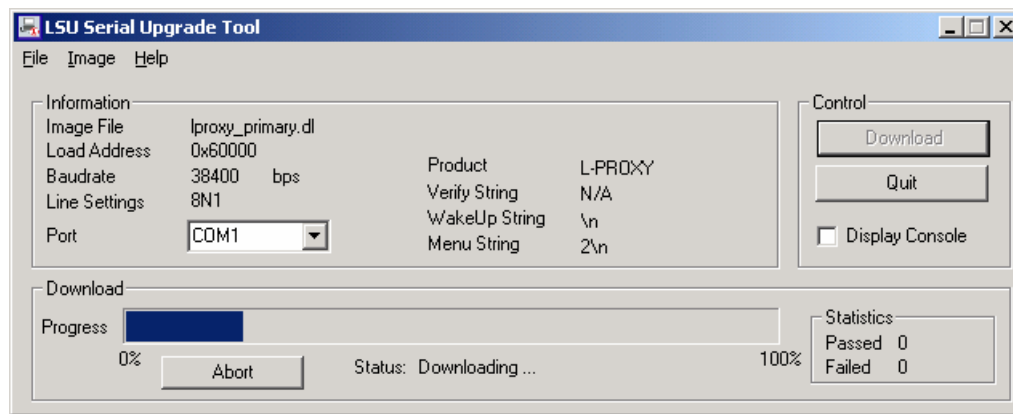 LSU Serial Upgrade Tool
File Image Help
Information
Image File lproxy_primary.dl
Load Address 0x60000
Baudrate 38400 bps
Line Settings 8N1
Port COM1
Product L-PROXY
Verify String N/A
WakeUp String \n
Menu String 2\n
Control
Download
Quit
Display Console
Download
Progress
0% 100%
Abort
Status: Downloading ...
Statistics
Passed 0
Failed 0